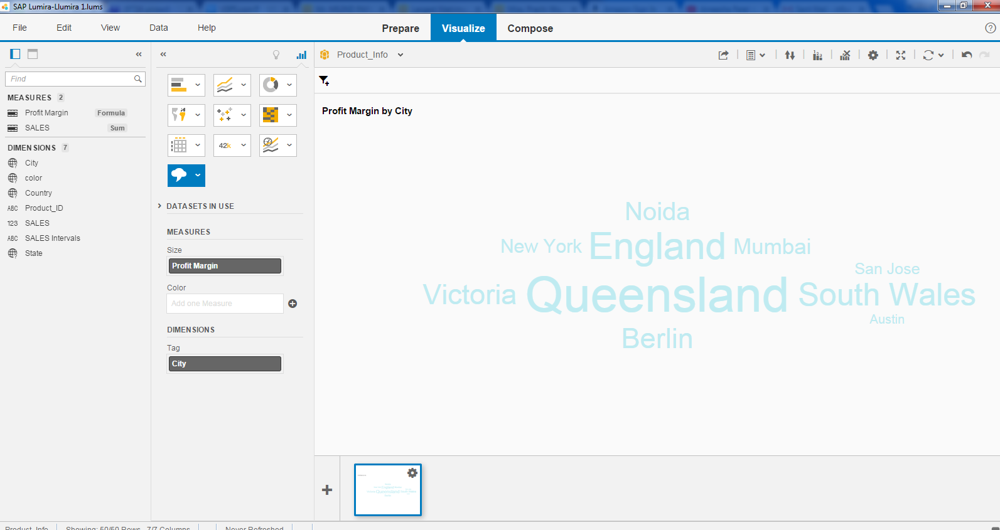 SAP Lumira-Llumira 1.lums
File Edit View Data Help
Prepare Visualize Compose
Find
MEASURES 2
Profit Margin Formula
SALES Sum
DIMENSIONS 7
City
color
Country
ABC Product_ID
123 SALES
ABC SALES Intervals
State
42k
DATASETS IN USE
MEASURES
Size
Profit Margin
Color
Add one Measure
DIMENSIONS
Tag
City
Product_Info
Profit Margin by City
Noida
New York England Mumbai
San Jose
Victoria Queensland South Wales
Austin
Berlin
Product_Info Showing: 50/50 Rows, 7/7 Columns Never Refreshed